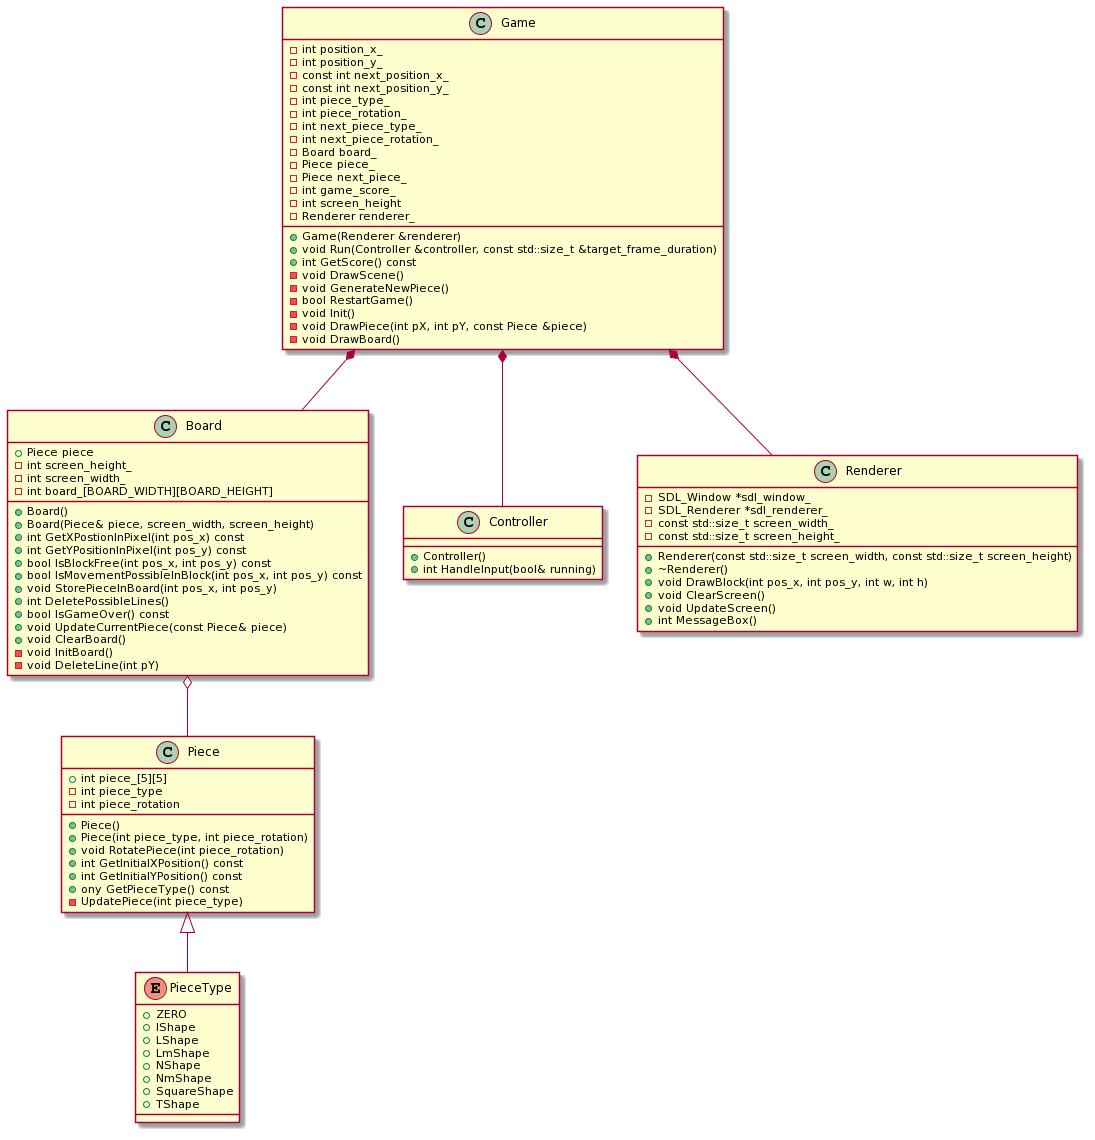 C Game
int position_x_
int position_y_
const int next_position_x_
const int next_position_y_
int piece_type_
int piece_rotation_
int next_piece_type_
int next_piece_rotation_
Board board_
Piece piece_
Piece next_piece_
int game_score_
int screen_height
Renderer renderer_
Game(Renderer &renderer)
void Run(Controller &controller, const std::size_t &target_frame_duration)
int GetScore() const
void DrawScene()
void GenerateNewPiece()
bool RestartGame()
void Init()
void DrawPiece(int pX, int pY, const Piece &piece)
void DrawBoard()
C Board
Piece piece
int screen_height_
int screen_width_
int board_[BOARD_WIDTH][BOARD_HEIGHT]
Board()
Board(Piece& piece, screen_width, screen_height)
int GetXPostionInPixel(int pos_x) const
int GetYPositionInPixel(int pos_y) const
bool IsBlockFree(int pos_x, int pos_y) const
bool IsMovementPossibleInBlock(int pos_x, int pos_y) const
void StorePieceInBoard(int pos_x, int pos_y)
int DeletePossibleLines()
bool IsGameOver() const
void UpdateCurrentPiece(const Piece& piece)
void ClearBoard()
void InitBoard()
void DeleteLine(int pY)
C Controller
Controller()
int HandleInput(bool& running)
C Renderer
SDL_Window *sdl_window_
SDL_Renderer *sdl_renderer_
const std::size_t screen_width_
const std::size_t screen_height_
Renderer(const std::size_t screen_width, const std::size_t screen_height)
~Renderer()
void DrawBlock(int pos_x, int pos_y, int w, int h)
void ClearScreen()
void UpdateScreen()
int MessageBox()
C Piece
int piece_[5][5]
int piece_type
int piece_rotation
Piece()
Piece(int piece_type, int piece_rotation)
void RotatePiece(int piece_rotation)
int GetInitialXPosition() const
int GetInitialYPosition() const
ony GetPieceType() const
UpdatePiece(int piece_type)
E PieceType
ZERO
IShape
LShape
LmShape
NShape
NmShape
SquareShape
TShape